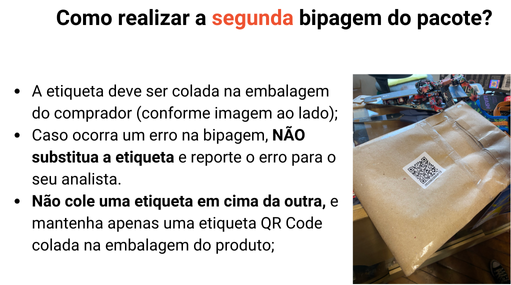 Como realizar a segunda bipagem do pacote?
• A etiqueta deve ser colada na embalagem
do comprador (conforme imagem ao lado);
• Caso ocorra um erro na bipagem, NÃO
substitua a etiqueta e reporte o erro para o
seu analista.
• Não cole uma etiqueta em cima da outra, e
mantenha apenas uma etiqueta QR Code
colada na embalagem do produto;